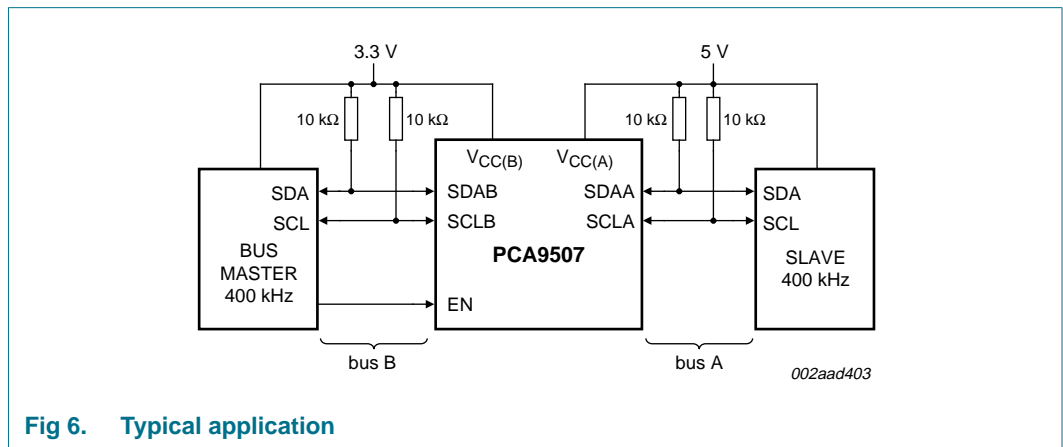 3.3 V
5 V
10 kΩ
10 kΩ
10 kΩ
10 kΩ
VCC(B)
VCC(A)
SDA
SDAB
SDAA
SDA
SCL
SCLB
SCLA
SCL
BUS
MASTER
400 kHz
PCA9507
SLAVE
400 kHz
EN
bus B
bus A
002aad403
Fig 6. Typical application